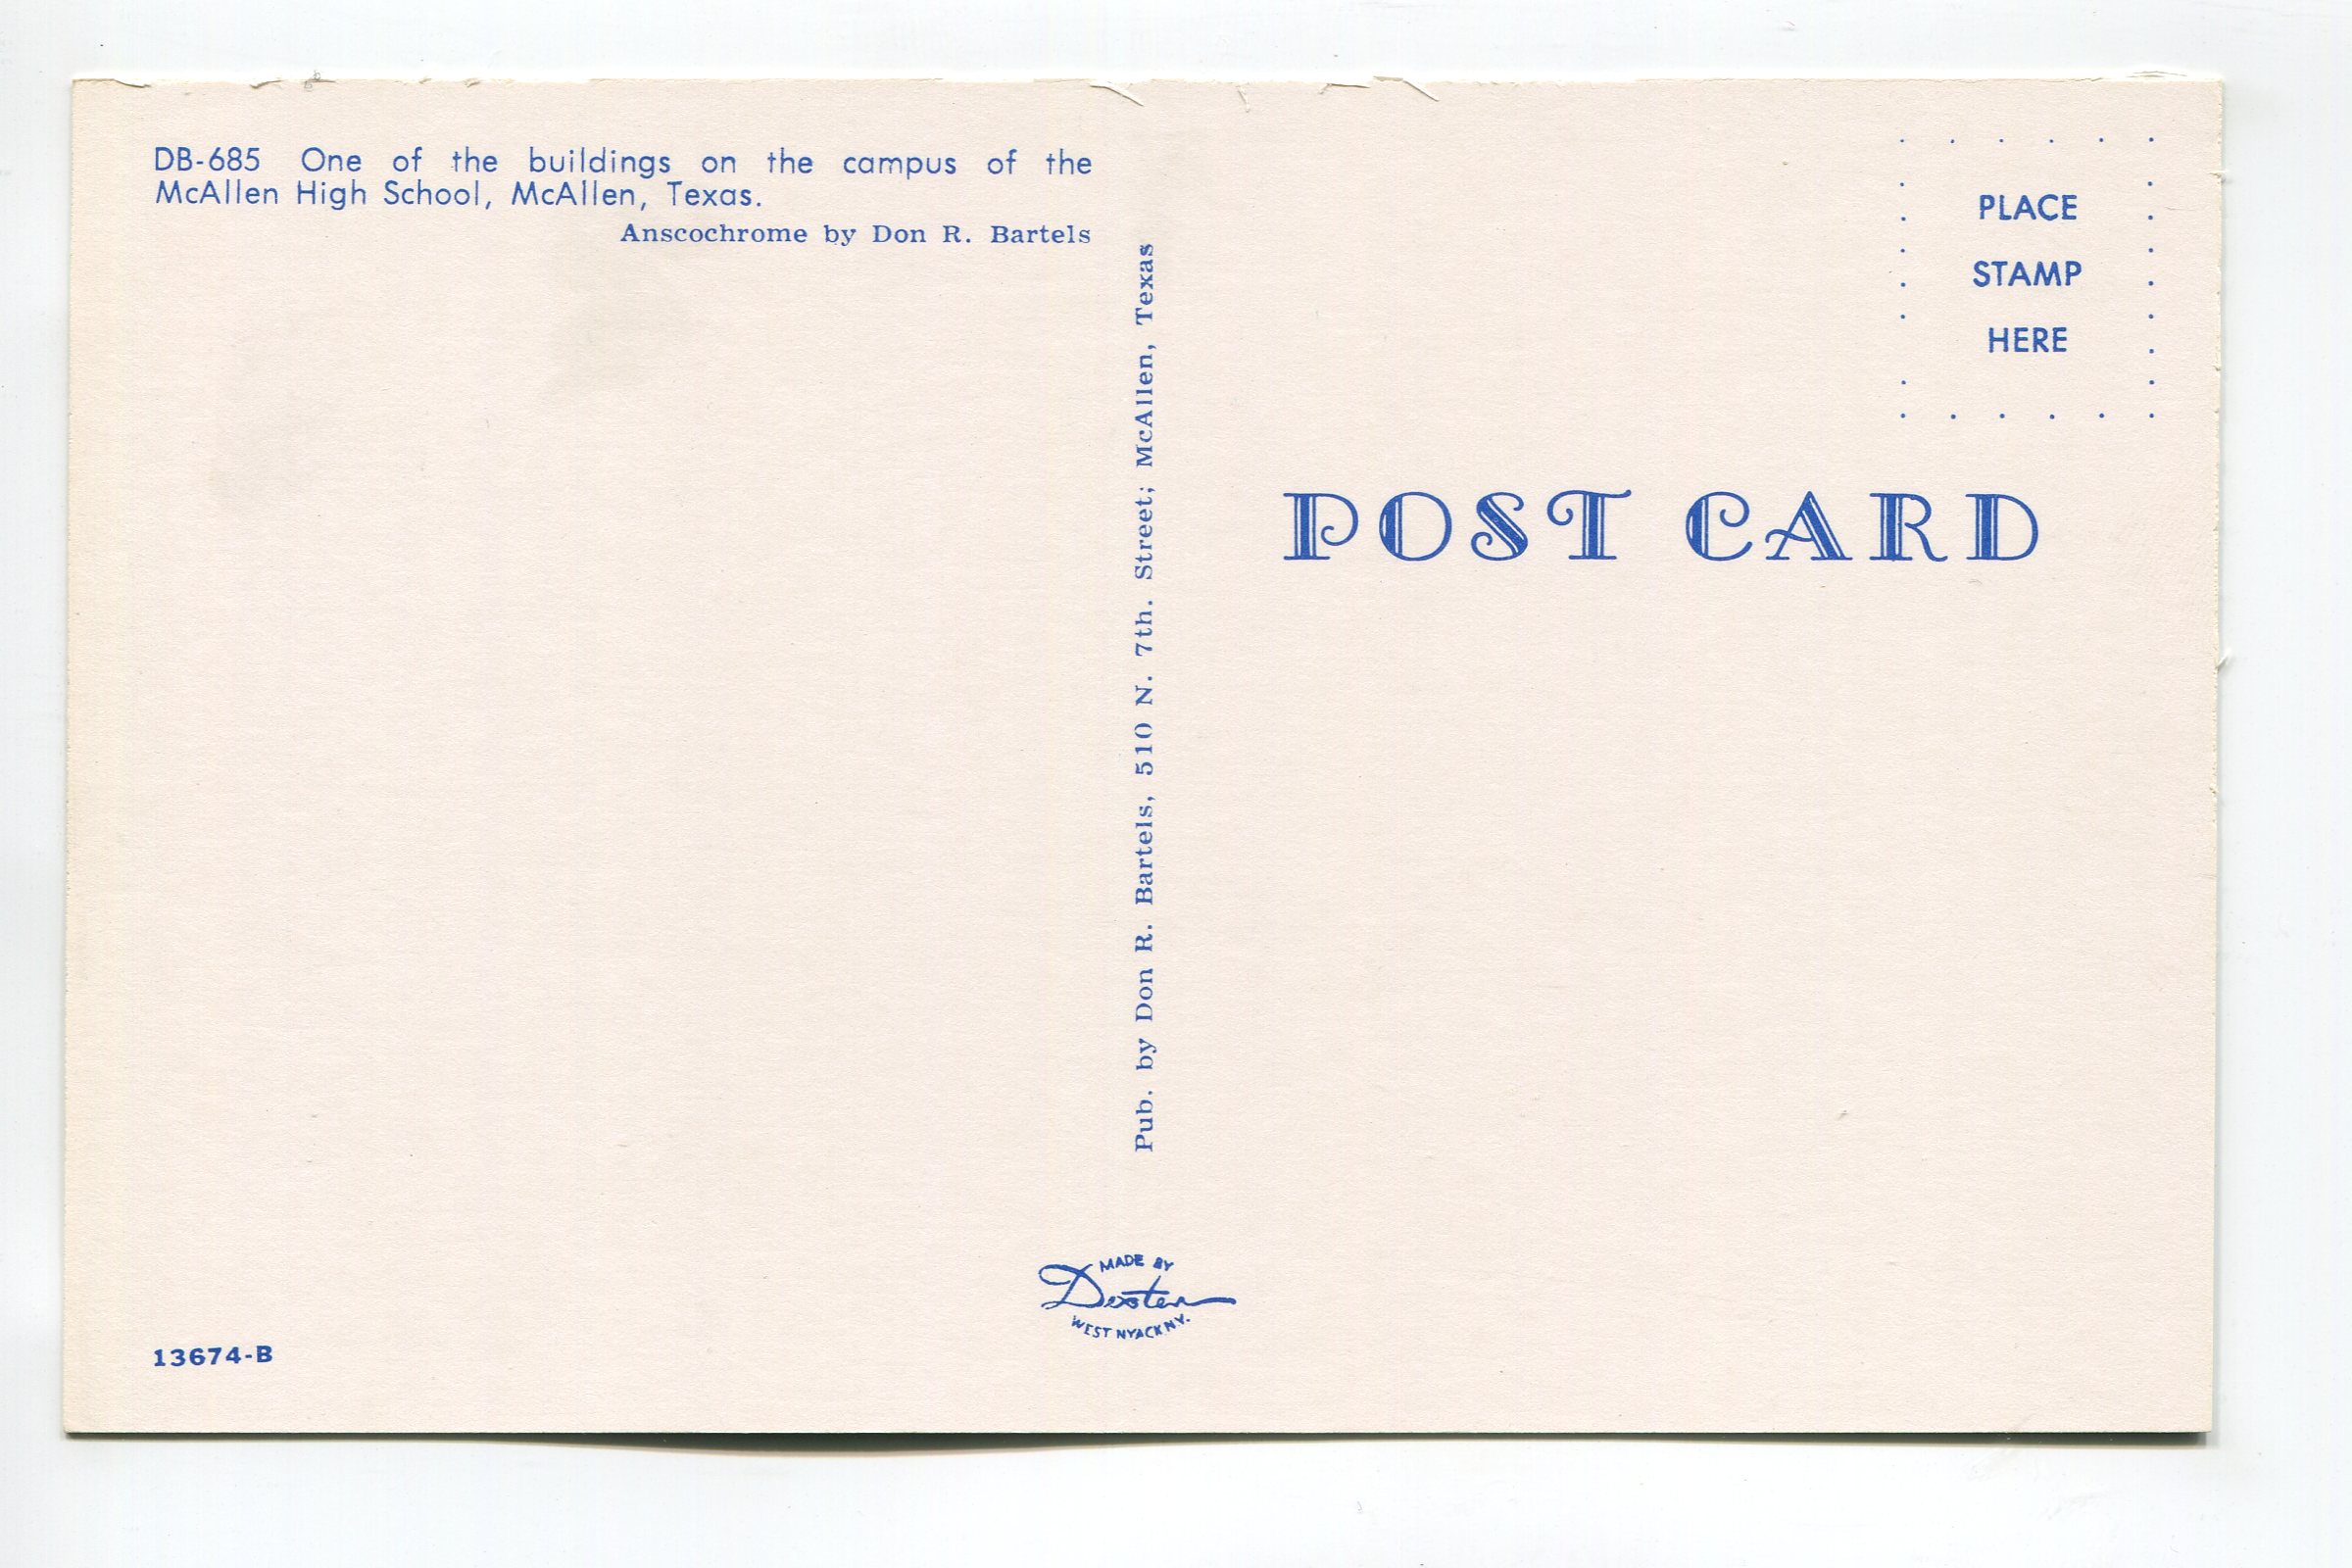 DB-685 One of the buildings on the campus of the
McAllen High School, McAllen, Texas.
Anscochrome by Don R. Bartels
Pub. by Don R. Bartels, 510 N. 7th. Street; McAllen, Texas
PLACE
STAMP
HERE
POST CARD
MADE BY
Dexter
WEST NYACK N.Y.
13674-B